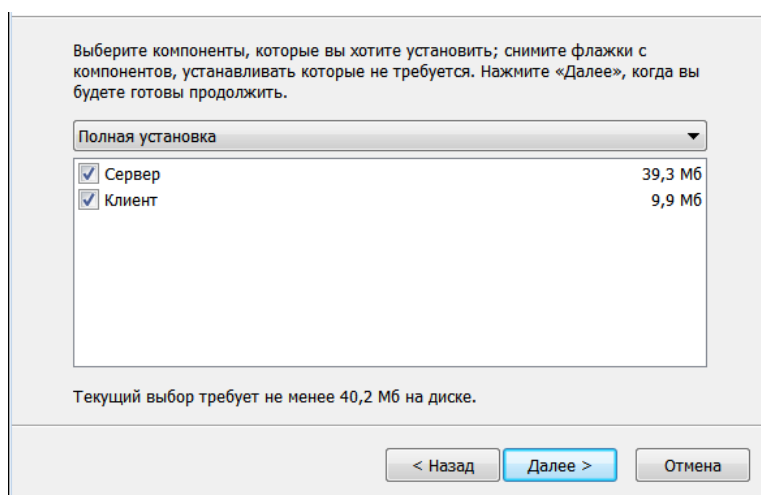 Выберите компоненты, которые вы хотите установить; снимите флажки с
компонентов, устанавливать которые не требуется. Нажмите «Далее», когда вы
будете готовы продолжить.
Полная установка
Сервер 39,3 Мб
Клиент 9,9 Мб
Текущий выбор требует не менее 40,2 Мб на диске.
< Назад Далее > Отмена